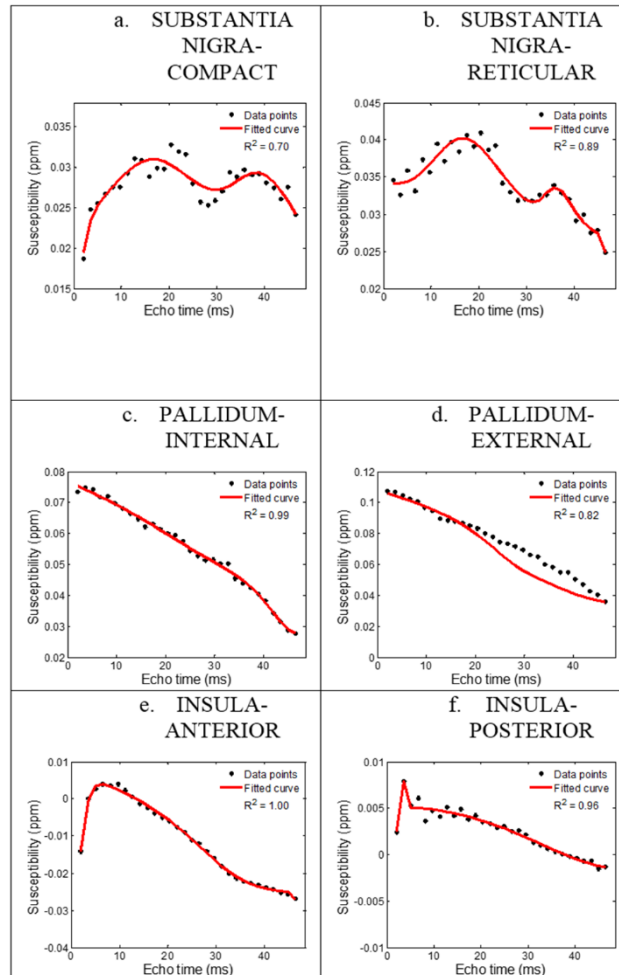 a. SUBSTANTIA
NIGRA-
COMPACT
0.035
0.03
0.025
0.02
0.015
Susceptibility (ppm)
Data points
Fitted curve
R² = 0.70
0 10 20 30 40
Echo time (ms)
b. SUBSTANTIA
NIGRA-
RETICULAR
0.045
0.04
0.035
0.03
0.025
0.02
Susceptibility (ppm)
Data points
Fitted curve
R² = 0.89
0 10 20 30 40
Echo time (ms)
c. PALLIDUM-
INTERNAL
0.08
0.07
0.06
0.05
0.04
0.03
0.02
Susceptibility (ppm)
Data points
Fitted curve
R² = 0.99
0 10 20 30 40
Echo time (ms)
d. PALLIDUM-
EXTERNAL
0.12
0.1
0.08
0.06
0.04
0.02
0
Susceptibility (ppm)
Data points
Fitted curve
R² = 0.82
0 10 20 30 40
Echo time (ms)
e. INSULA-
ANTERIOR
0.01
0
-0.01
-0.02
-0.03
-0.04
Susceptibility (ppm)
Data points
Fitted curve
R² = 1.00
0 10 20 30 40
Echo time (ms)
f. INSULA-
POSTERIOR
0.01
0.005
0
-0.005
-0.01
Susceptibility (ppm)
Data points
Fitted curve
R² = 0.96
0 10 20 30 40
Echo time (ms)